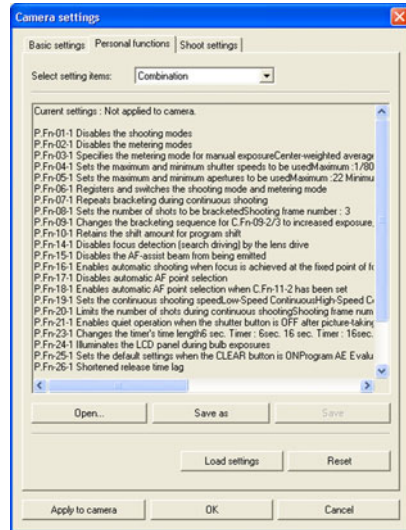 Camera settings
Basic settings Personal functions Shoot settings
Select setting items: Combination
Current settings : Not applied to camera.
P.Fn-01-1 Disables the shooting modes
P.Fn-02-1 Disables the metering modes
P.Fn-03-1 Specifies the metering mode for manual exposureCenter-weighted average
P.Fn-04-1 Sets the maximum and minimum shutter speeds to be usedMaximum :1/80
P.Fn-05-1 Sets the maximum and minimum apertures to be usedMaximum :22 Minimu
P.Fn-06-1 Registers and switches the shooting mode and metering mode
P.Fn-07-1 Repeats bracketing during continuous shooting
P.Fn-08-1 Sets the number of shots to be bracketedShooting frame number : 3
P.Fn-09-1 Changes the bracketing sequence for C.Fn-09-2/3 to increased exposure,
P.Fn-10-1 Retains the shift amount for program shift
P.Fn-14-1 Disables focus detection (search driving) by the lens drive
P.Fn-15-1 Disables the AF-assist beam from being emitted
P.Fn-16-1 Enables automatic shooting when focus is achieved at the fixed point of fo
P.Fn-17-1 Disables automatic AF point selection
P.Fn-18-1 Enables automatic AF point selection when C.Fn-11-2 has been set
P.Fn-19-1 Sets the continuous shooting speedLow-Speed ContinuousHigh-Speed Co
P.Fn-20-1 Limits the number of shots during continuous shootingShooting frame num
P.Fn-21-1 Enables quiet operation when the shutter button is OFF after picture-taking
P.Fn-23-1 Changes the timer's time length6 sec. Timer : 6sec. 16 sec. Timer : 16sec.
P.Fn-24-1 Illuminates the LCD panel during bulb exposures
P.Fn-25-1 Sets the default settings when the CLEAR button is ONProgram AE Evalu
P.Fn-26-1 Shortened release time lag
Open... Save as Save
Load settings Reset
Apply to camera OK Cancel